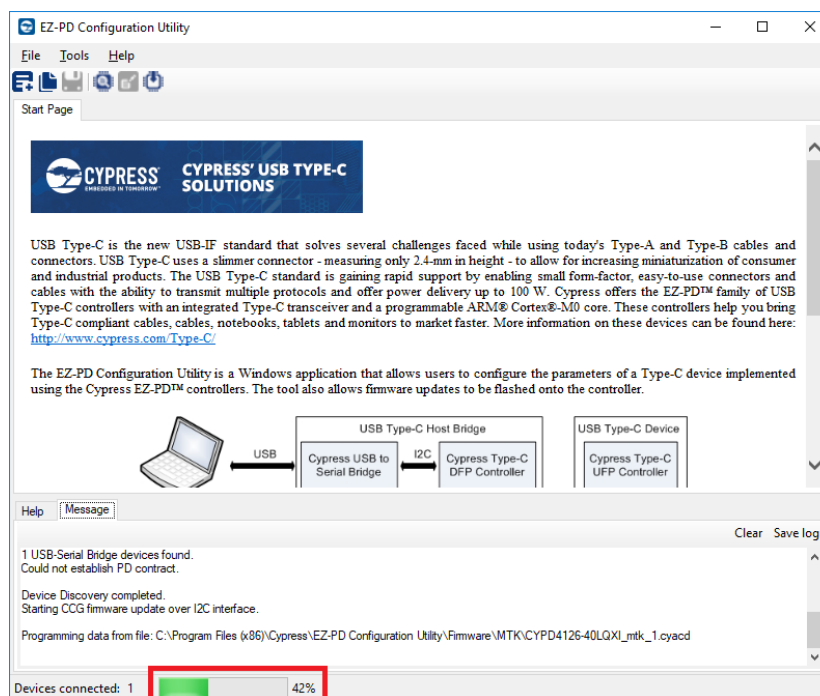 EZ-PD Configuration Utility
File Tools Help
Start Page
CYPRESS
EMBEDDED IN TOMORROW™
CYPRESS' USB TYPE-C
SOLUTIONS
USB Type-C is the new USB-IF standard that solves several challenges faced while using today's Type-A and Type-B cables and
connectors. USB Type-C uses a slimmer connector - measuring only 2.4-mm in height - to allow for increasing miniaturization of consumer
and industrial products. The USB Type-C standard is gaining rapid support by enabling small form-factor, easy-to-use connectors and
cables with the ability to transmit multiple protocols and offer power delivery up to 100 W. Cypress offers the EZ-PD™ family of USB
Type-C controllers with an integrated Type-C transceiver and a programmable ARM® Cortex®-M0 core. These controllers help you bring
Type-C compliant cables, cables, notebooks, tablets and monitors to market faster. More information on these devices can be found here:
http://www.cypress.com/Type-C/
The EZ-PD Configuration Utility is a Windows application that allows users to configure the parameters of a Type-C device implemented
using the Cypress EZ-PD™ controllers. The tool also allows firmware updates to be flashed onto the controller.
USB Type-C Host Bridge
USB Type-C Device
USB
Cypress USB to
Serial Bridge
I2C
Cypress Type-C
DFP Controller
Cypress Type-C
UFP Controller
Help Message
Clear Save log
1 USB-Serial Bridge devices found.
Could not establish PD contract.
Device Discovery completed.
Starting CCG firmware update over I2C interface.
Programming data from file: C:\Program Files (x86)\Cypress\EZ-PD Configuration Utility\Firmware\MTK\CYPD4126-40LQXI_mtk_1.cyacd
Devices connected: 1 42%